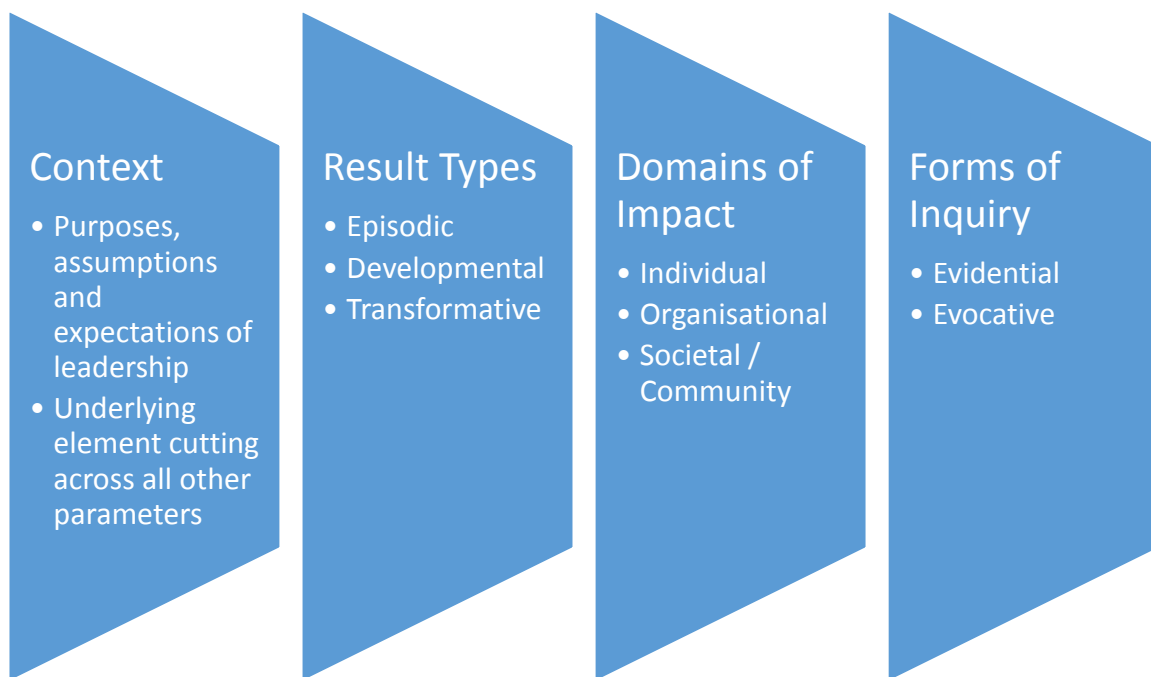 Context
• Purposes,
assumptions
and
expectations of
leadership
• Underlying
element cutting
across all other
parameters
Result Types
• Episodic
• Developmental
• Transformative
Domains of
Impact
• Individual
• Organisational
• Societal /
Community
Forms of
Inquiry
• Evidential
• Evocative